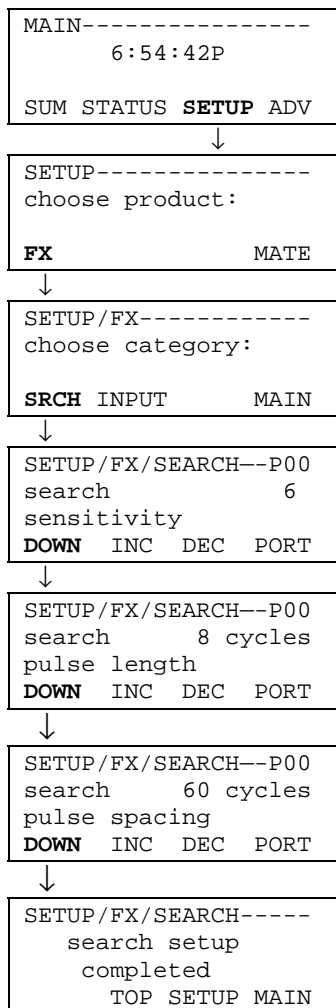 MAIN----------------
6:54:42P
SUM STATUS SETUP ADV
↓
SETUP---------------
choose product:
FX MATE
↓
SETUP/FX------------
choose category:
SRCH INPUT MAIN
↓
SETUP/FX/SEARCH—-P00
search 6
sensitivity
DOWN INC DEC PORT
↓
SETUP/FX/SEARCH—-P00
search 8 cycles
pulse length
DOWN INC DEC PORT
↓
SETUP/FX/SEARCH—-P00
search 60 cycles
pulse spacing
DOWN INC DEC PORT
↓
SETUP/FX/SEARCH-----
search setup
completed
TOP SETUP MAIN